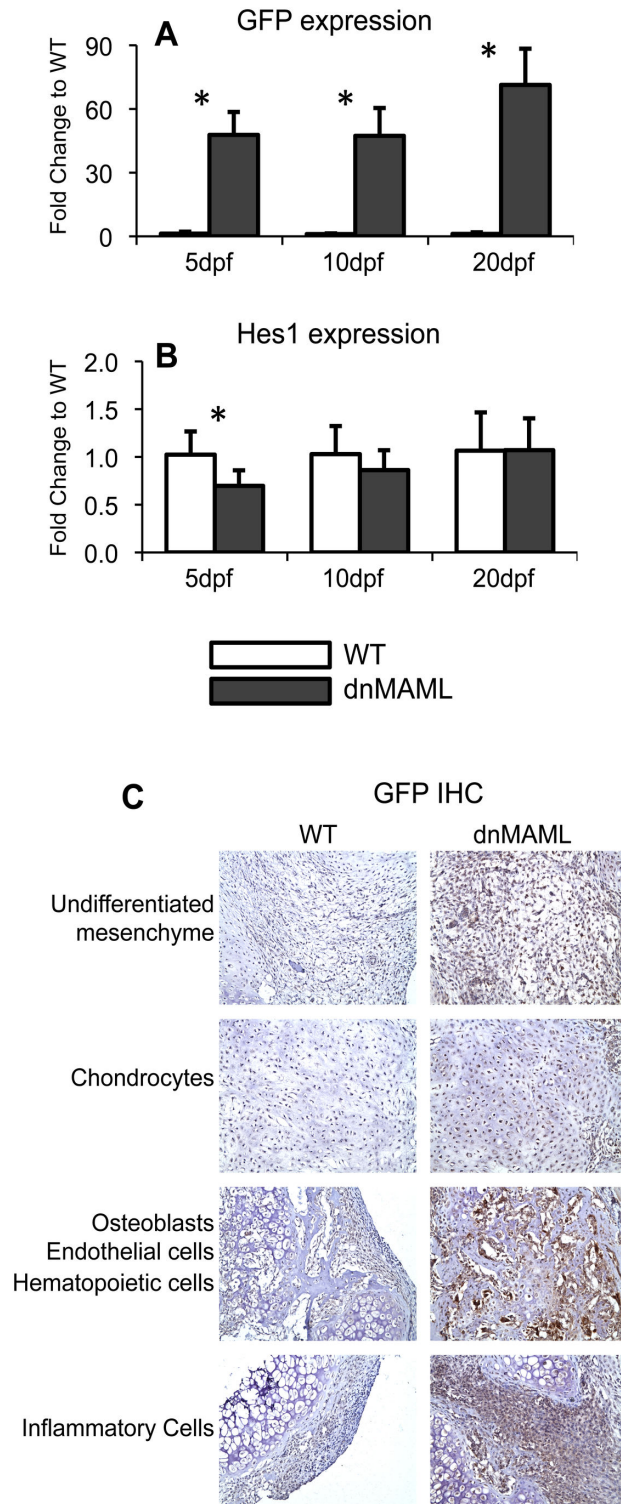 A GFP expression
Fold Change to WT
90
60
30
0
* * *
5dpf 10dpf 20dpf
B Hes1 expression
Fold Change to WT
2.0
1.5
1.0
0.5
0.0
*
5dpf 10dpf 20dpf
WT
dnMAML
C GFP IHC
WT dnMAML
Undifferentiated
mesenchyme
Chondrocytes
Osteoblasts
Endothelial cells
Hematopoietic cells
Inflammatory Cells